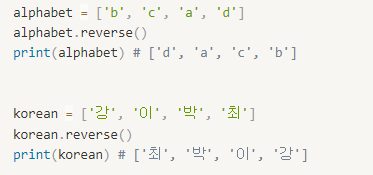 alphabet = ['b', 'c', 'a', 'd']
alphabet.reverse()
print(alphabet) # ['d', 'a', 'c', 'b']
korean = ['강', '이', '박', '최']
korean.reverse()
print(korean) # ['최', '박', '이', '강']